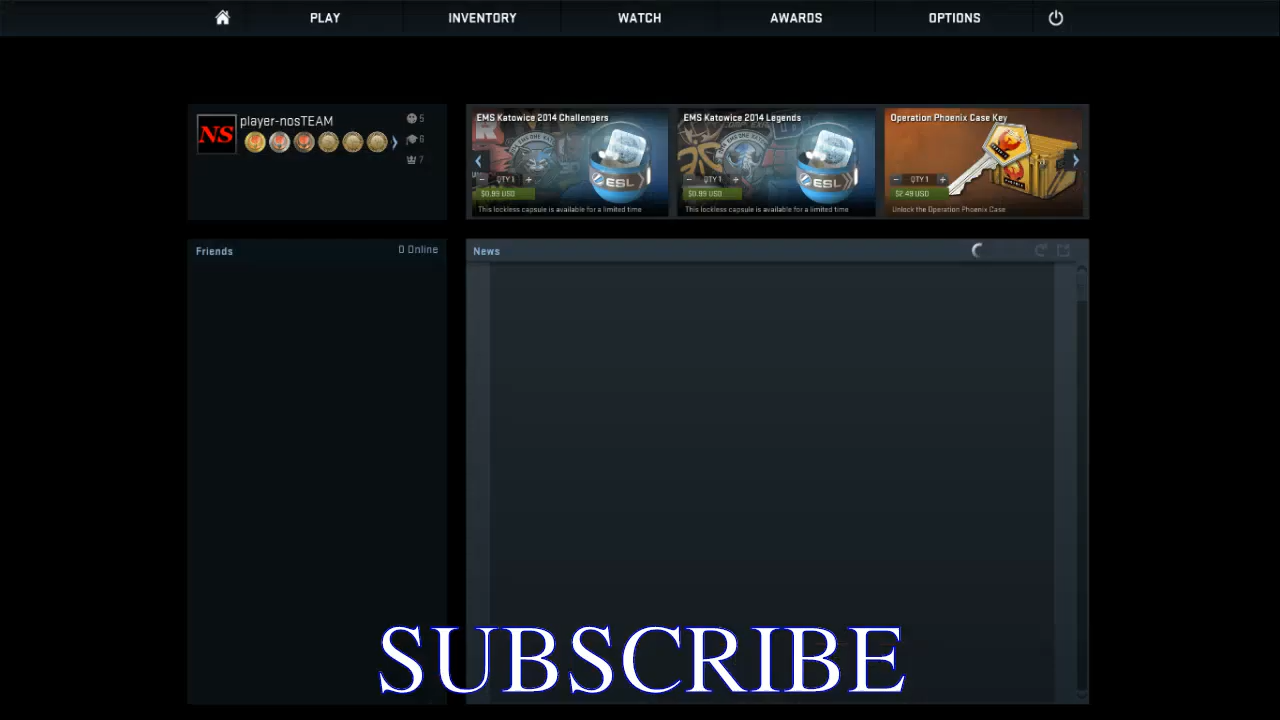 PLAY INVENTORY WATCH AWARDS OPTIONS
NS
player-nosTEAM
5
6
7
EMS Katowice 2014 Challengers
ESL
- QTY 1 +
$0.99 USD
This lockless capsule is available for a limited time
EMS Katowice 2014 Legends
ESL
- QTY 1 +
$0.99 USD
This lockless capsule is available for a limited time
Operation Phoenix Case Key
- QTY 1 +
$2.49 USD
Unlock the Operation Phoenix Case
Friends 0 Online
News
SUBSCRIBE